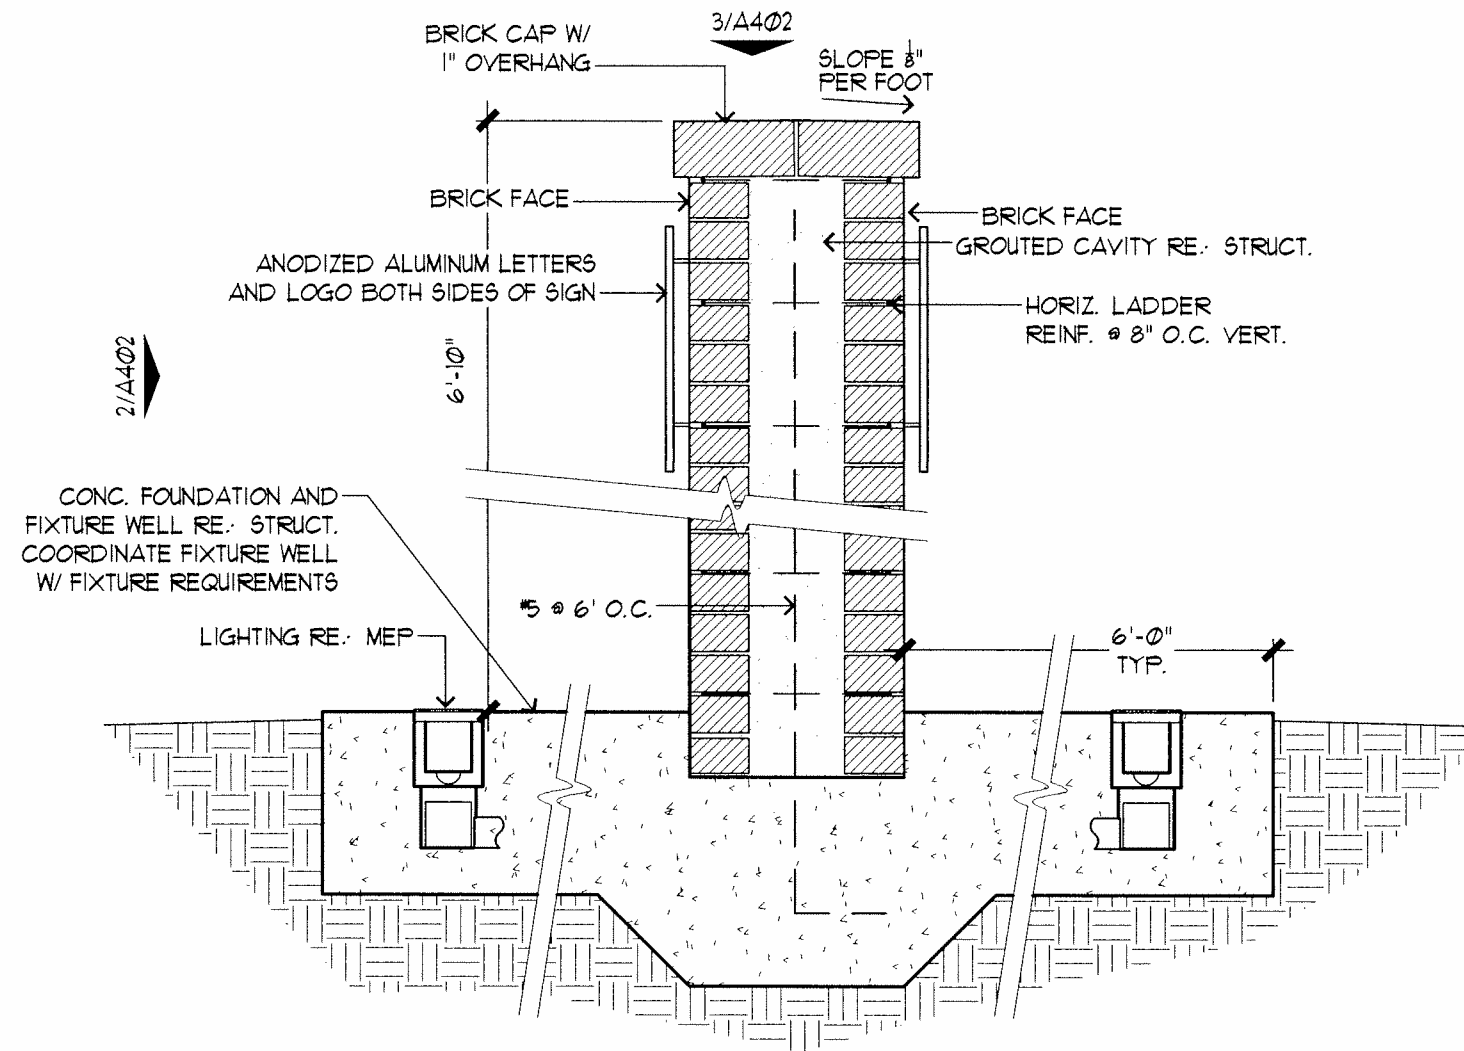 3/A402
BRICK CAP W/
1" OVERHANG
SLOPE 1/8"
PER FOOT
BRICK FACE
BRICK FACE
GROUTED CAVITY RE: STRUCT.
ANODIZED ALUMINUM LETTERS
AND LOGO BOTH SIDES OF SIGN
HORIZ. LADDER
REINF. @ 8" O.C. VERT.
2/A402
6'-10"
CONC. FOUNDATION AND
FIXTURE WELL RE: STRUCT.
COORDINATE FIXTURE WELL
W/ FIXTURE REQUIREMENTS
#5 @ 6' O.C.
LIGHTING RE: MEP
6'-0"
TYP.